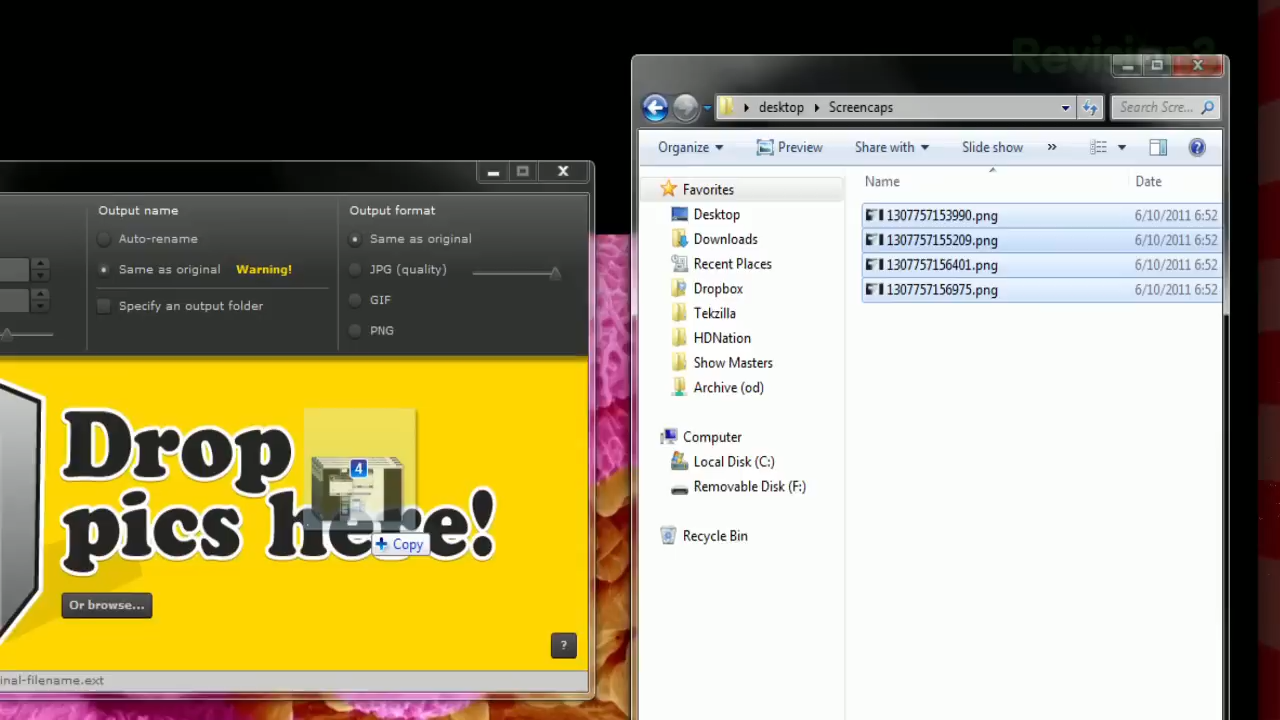 Revision3
desktop Screencaps
Search Scre...
Organize Preview Share with Slide show »
Name Date
Favorites
Desktop
Downloads
Recent Places
Dropbox
Tekzilla
HDNation
Show Masters
Archive (od)
Computer
Local Disk (C:)
Removable Disk (F:)
Recycle Bin
1307757153990.png 6/10/2011 6:52
1307757155209.png 6/10/2011 6:52
1307757156401.png 6/10/2011 6:52
1307757156975.png 6/10/2011 6:52
Output name
Auto-rename
Same as original Warning!
Specify an output folder
Output format
Same as original
JPG (quality)
GIF
PNG
Drop
pics here!
4
+ Copy
Or browse...
?
inal-filename.ext